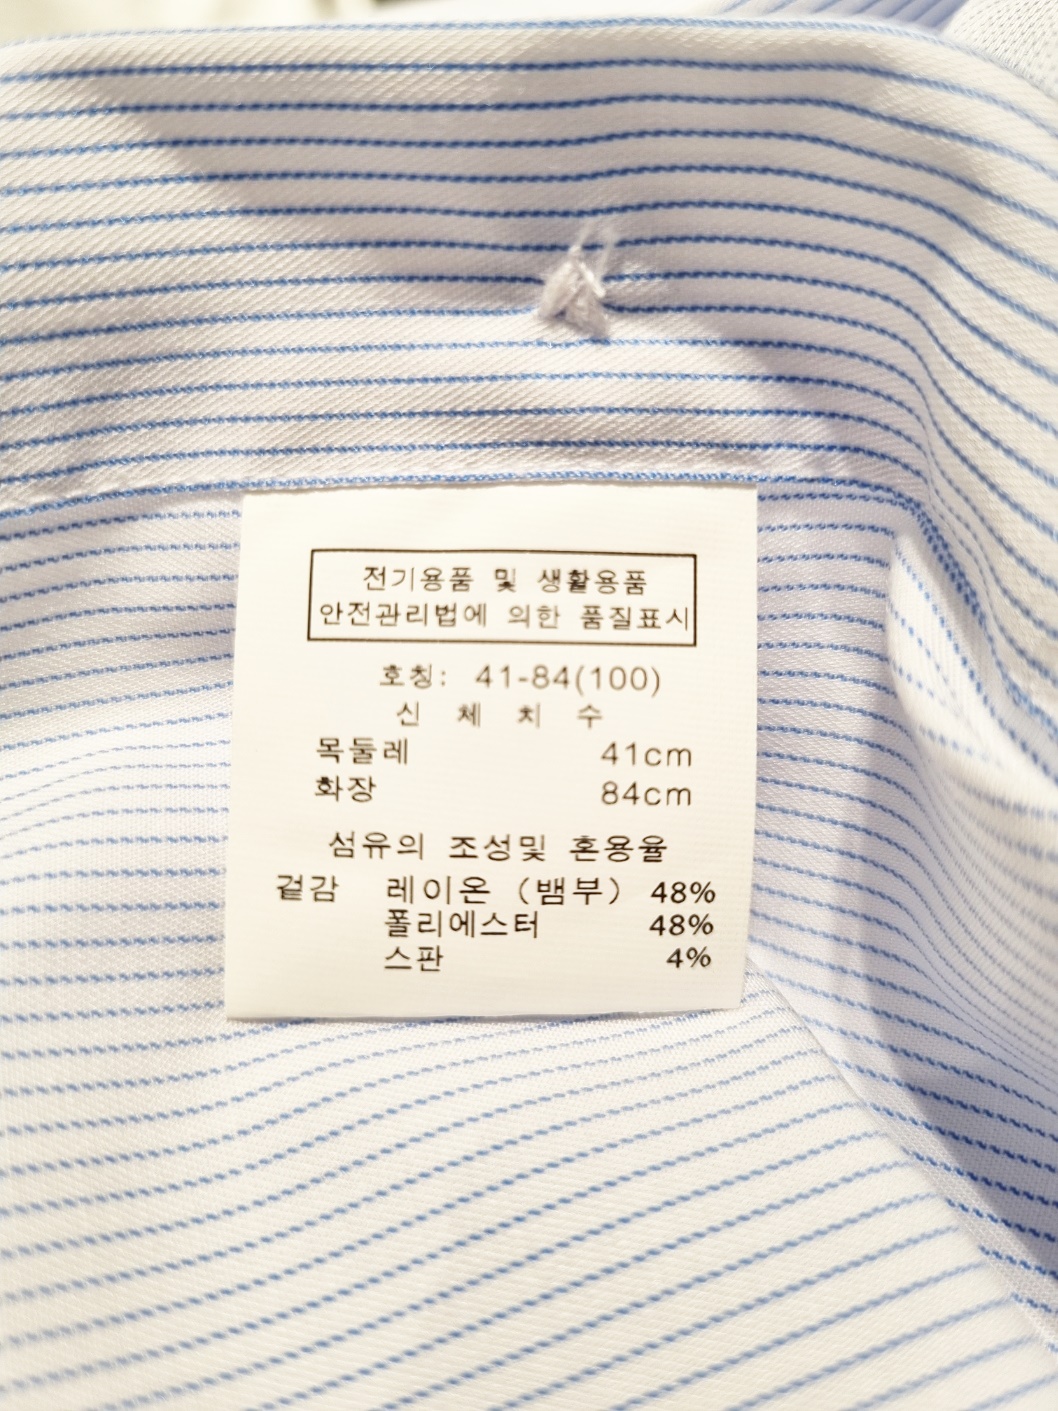 전기용품 및 생활용품
안전관리법에 의한 품질표시
호칭: 41-84(100)
신 체 치 수
목둘레 41cm
화장 84cm
섬유의 조성및 혼용율
겉감 레이온 (뱀부) 48%
폴리에스터 48%
스판 4%